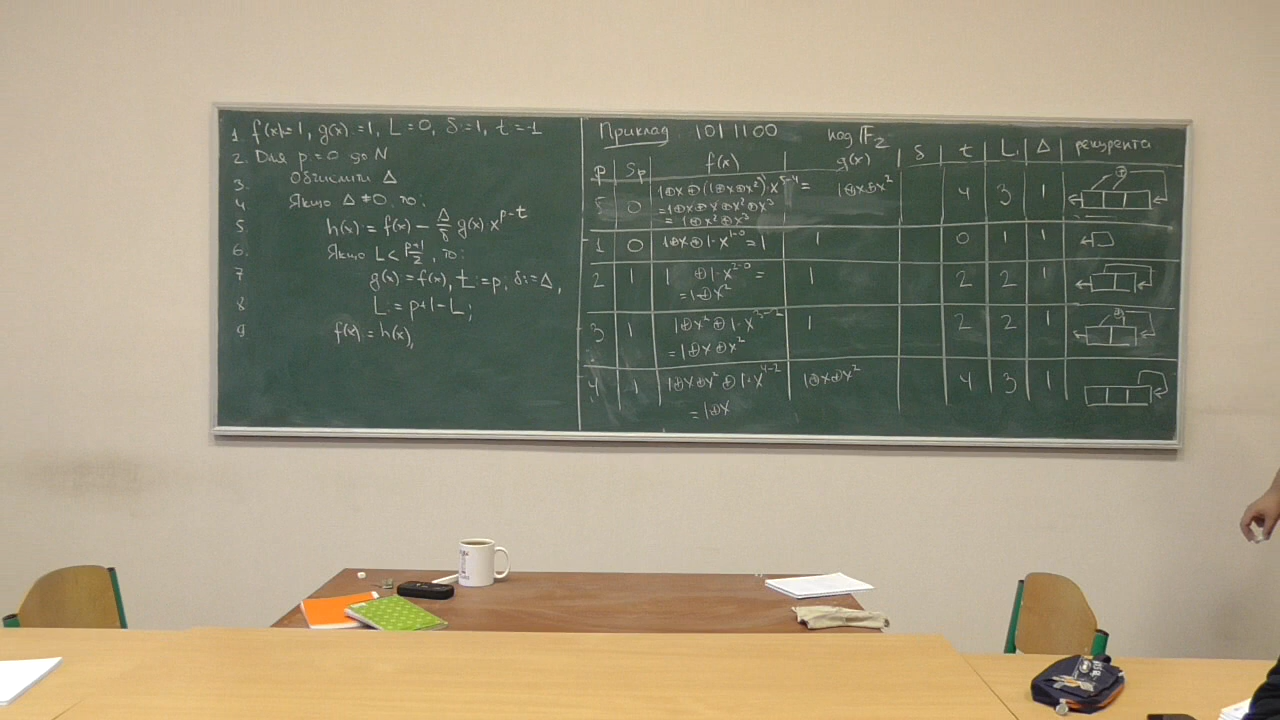 1. f(x)=1, g(x):=1, L:=0, δ:=1, t:=-1
2. Для p:=0 до N
3. Обчислити Δ
4. Якщо Δ≠0, то:
5. h(x):=f(x) - Δ/δ g(x) x^{p-t}
6. Якщо L < (p+1)/2, то:
7. g(x):=f(x), t:=p; δ:=Δ,
8. L:=p+1-L;
9. f(x):=h(x),
Приклад 1011100 над F₂
p Sp f(x) g(x) δ t L Δ рекурента
5 0 1⊕x⊕(1⊕x⊕x²)·x^{5-4}= 1⊕x⊕x² 4 3 1
=1⊕x⊕x⊕x²⊕x³
=1⊕x²⊕x³
1 0 1⊕x⊕1·x^{1-0}=1 1 0 1 1
2 1 1⊕1·x^{2-0}= 1 2 2 1
=1⊕x²
3 1 1⊕x²⊕1·x^{3-2} 1 2 2 1
=1⊕x⊕x²
4 1 1⊕x⊕x²⊕1·x^{4-2} 1⊕x⊕x² 4 3 1
=1⊕x